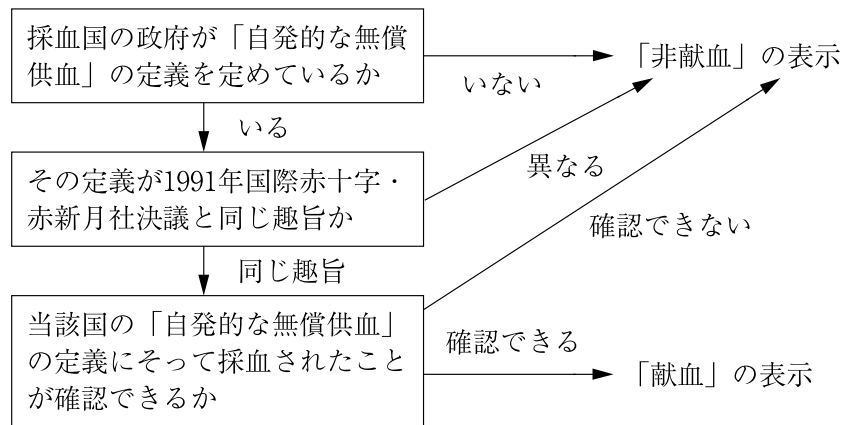 採血国の政府が「自発的な無償
供血」の定義を定めているか
いない
「非献血」の表示
いる
その定義が1991年国際赤十字・
赤新月社決議と同じ趣旨か
異なる
確認できない
同じ趣旨
当該国の「自発的な無償供血」
の定義にそって採血されたこと
が確認できるか
確認できる
「献血」の表示